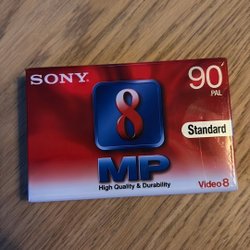 SONY
90
PAL
8
Standard
MP
High Quality & Durability
Video 8